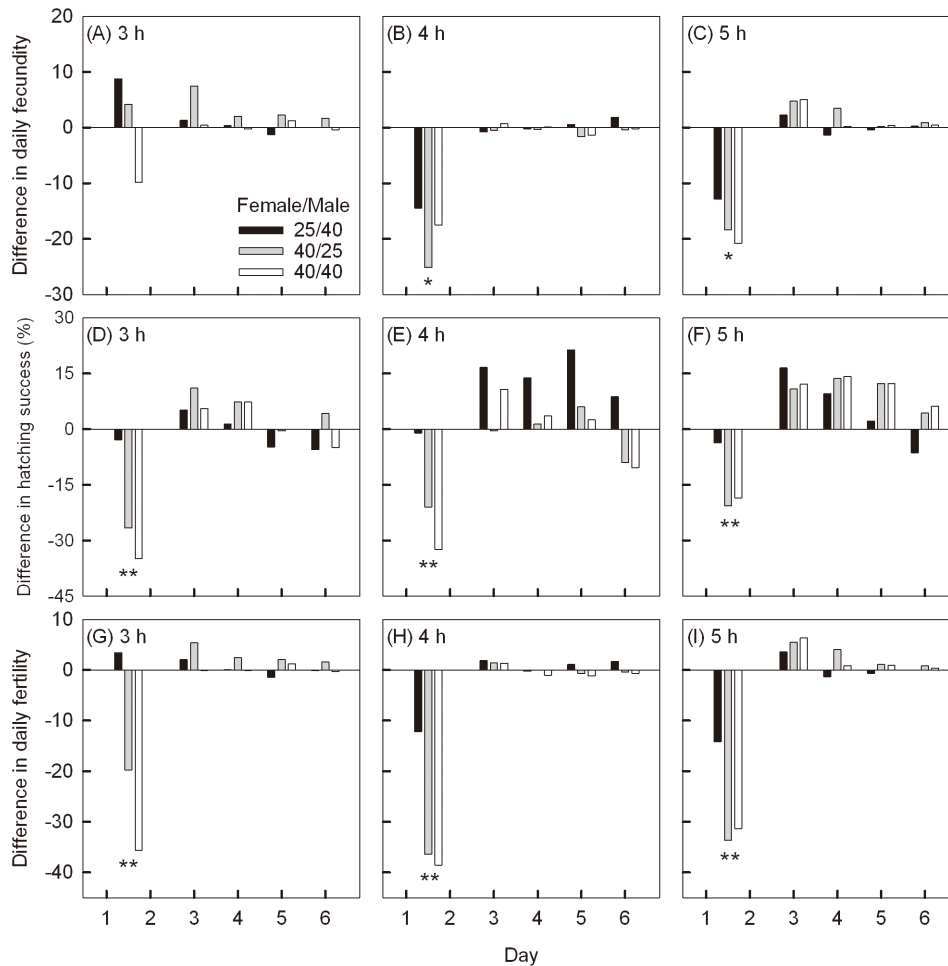 Difference in daily fecundity
20
10
0
-10
-20
-30
(A) 3 h
Female/Male
25/40
40/25
40/40
(B) 4 h
*
(C) 5 h
*
Difference in hatching success (%)
30
15
0
-15
-30
-45
(D) 3 h
**
(E) 4 h
**
(F) 5 h
**
Difference in daily fertility
10
0
-10
-20
-30
-40
(G) 3 h
**
(H) 4 h
**
(I) 5 h
**
1 2 3 4 5 6
1 2 3 4 5 6
1 2 3 4 5 6
Day